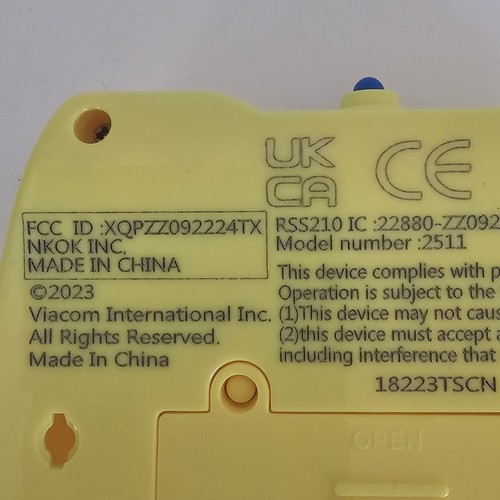 UK
CA
CE
FCC ID :XQPZZ092224TX
NKOK INC,
MADE IN CHINA
©2023
Viacom International Inc.
All Rights Reserved.
Made In China
RSS210 IC :22880-ZZ092
Model number :2511
This device complies with p
Operation is subject to the
(1)This device may not caus
(2)this device must accept a
including interference that
18223TSCN
OPEN